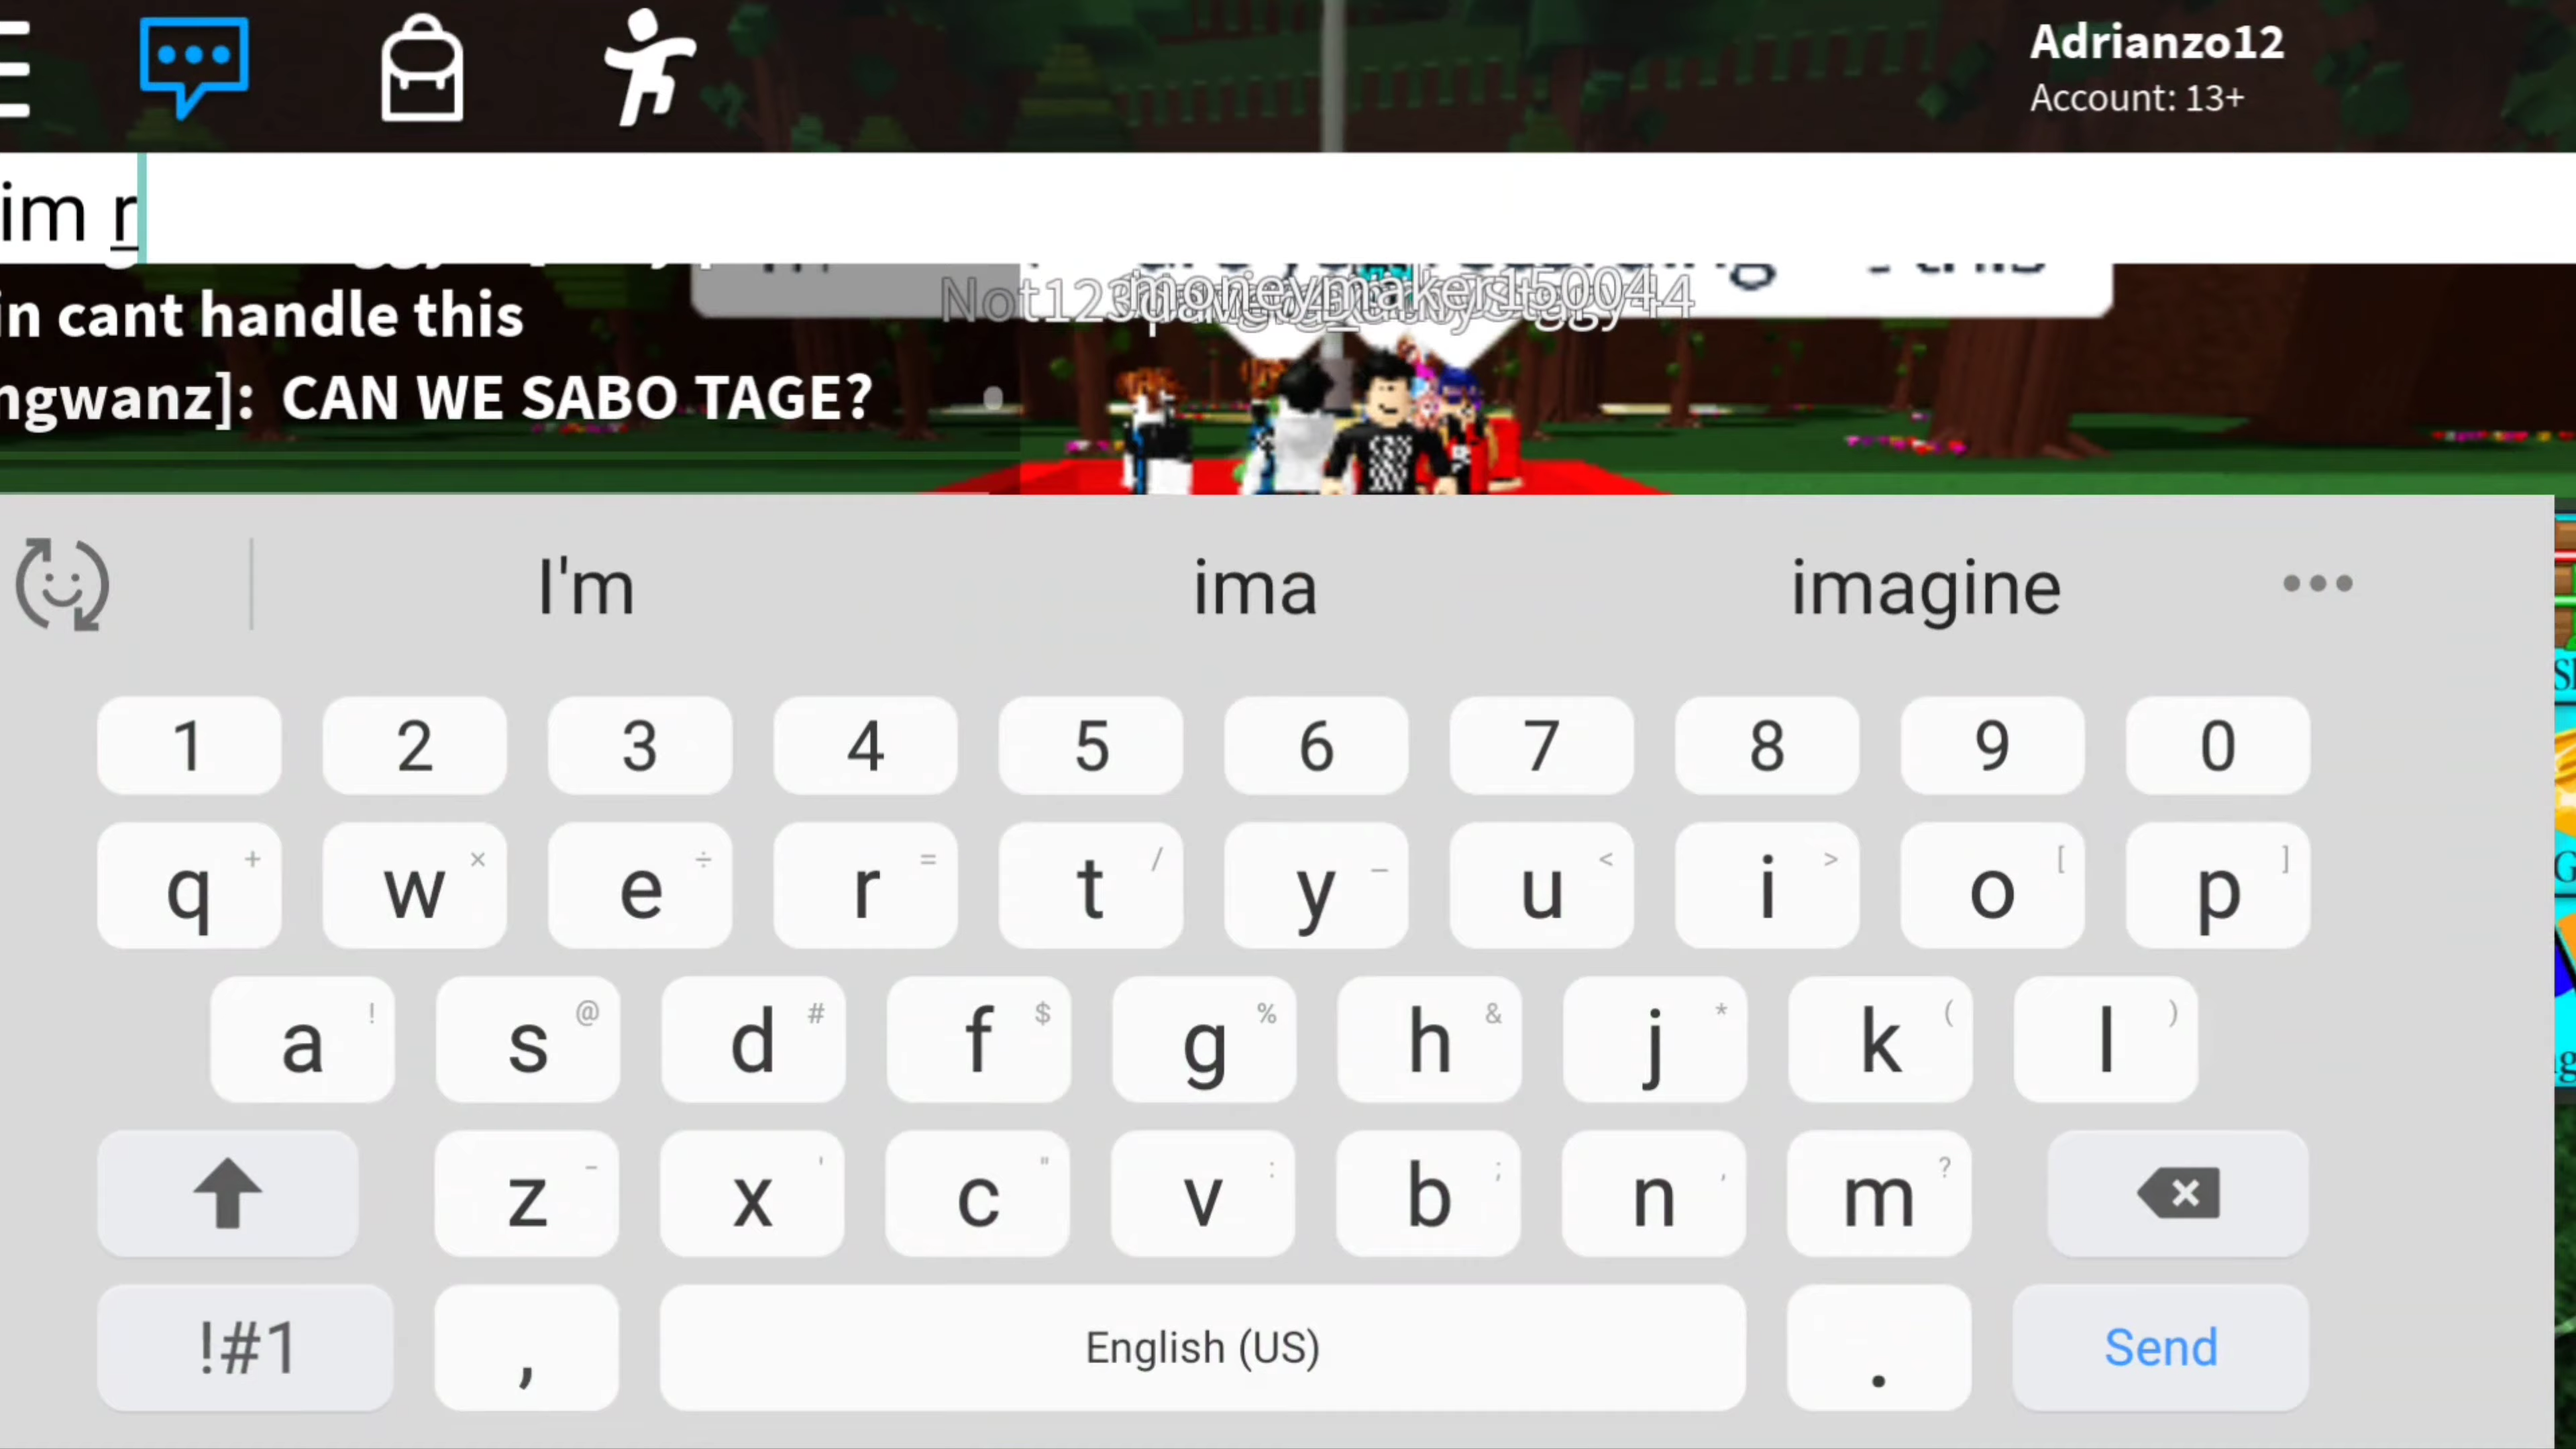 Adrianzo12
Account: 13+
im r
in cant handle this
ngwanz]: CAN WE SABO TAGE?
moneymaker15004
I'm ima imagine
1 2 3 4 5 6 7 8 9 0
q + w × e ÷ r = t / y _ u < i > o [ p ]
a ! s @ d # f $ g % h & j * k ( l )
z - x ' c " v : b ; n , m ?
!#1 , English (US) . Send